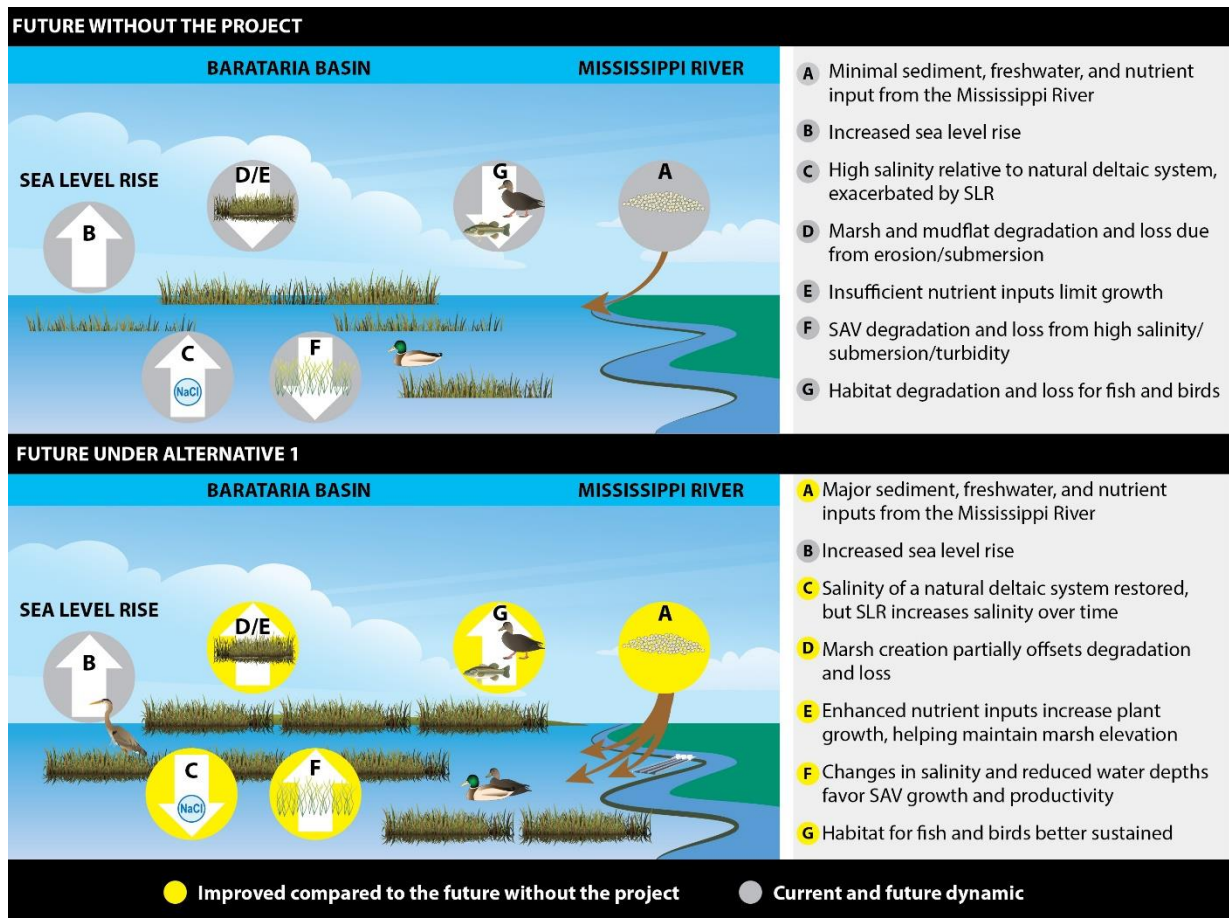 FUTURE WITHOUT THE PROJECT
BARATARIA BASIN
MISSISSIPPI RIVER
SEA LEVEL RISE
B
D/E
G
A
C
NaCl
F
A Minimal sediment, freshwater, and nutrient
input from the Mississippi River
B Increased sea level rise
C High salinity relative to natural deltaic system,
exacerbated by SLR
D Marsh and mudflat degradation and loss due
from erosion/submersion
E Insufficient nutrient inputs limit growth
F SAV degradation and loss from high salinity/
submersion/turbidity
G Habitat degradation and loss for fish and birds
FUTURE UNDER ALTERNATIVE 1
BARATARIA BASIN
MISSISSIPPI RIVER
SEA LEVEL RISE
B
D/E
G
A
C
NaCl
F
A Major sediment, freshwater, and nutrient
inputs from the Mississippi River
B Increased sea level rise
C Salinity of a natural deltaic system restored,
but SLR increases salinity over time
D Marsh creation partially offsets degradation
and loss
E Enhanced nutrient inputs increase plant
growth, helping maintain marsh elevation
F Changes in salinity and reduced water depths
favor SAV growth and productivity
G Habitat for fish and birds better sustained
Improved compared to the future without the project
Current and future dynamic